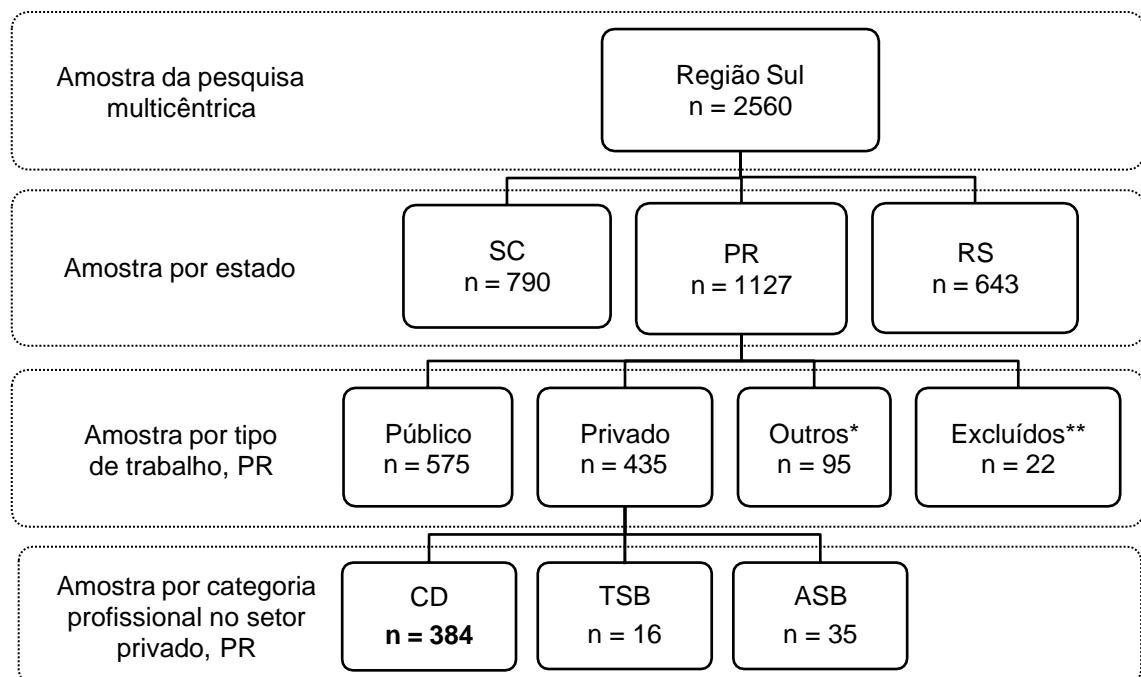 Amostra da pesquisa
multicêntrica
Região Sul
n = 2560
Amostra por estado
SC
n = 790
PR
n = 1127
RS
n = 643
Amostra por tipo
de trabalho, PR
Público
n = 575
Privado
n = 435
Outros*
n = 95
Excluídos**
n = 22
Amostra por categoria
profissional no setor
privado, PR
CD
n = 384
TSB
n = 16
ASB
n = 35